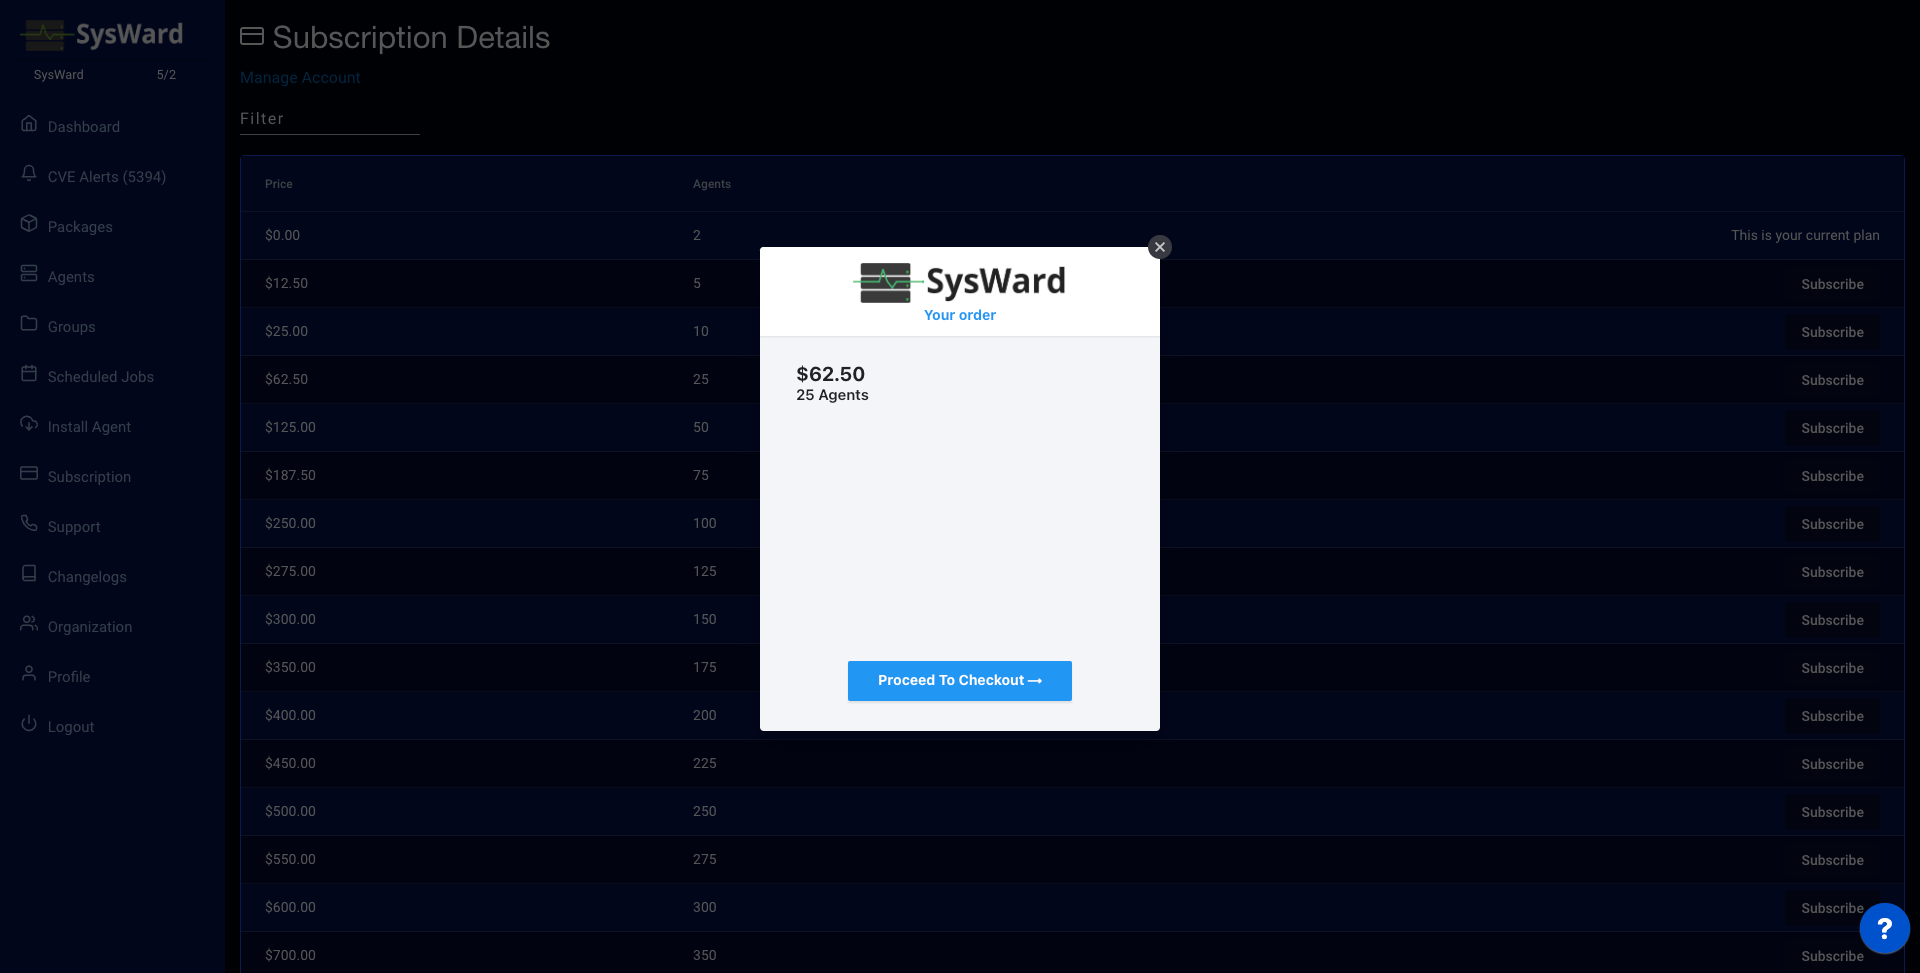 SysWard
SysWard 5/2
Dashboard
CVE Alerts (5394)
Packages
Agents
Groups
Scheduled Jobs
Install Agent
Subscription
Support
Changelogs
Organization
Profile
Logout
Subscription Details
Manage Account
Filter
Price Agents
$0.00 2 This is your current plan
$12.50 5 Subscribe
$25.00 10 Subscribe
$62.50 25 Subscribe
$125.00 50 Subscribe
$187.50 75 Subscribe
$250.00 100 Subscribe
$275.00 125 Subscribe
$300.00 150 Subscribe
$350.00 175 Subscribe
$400.00 200 Subscribe
$450.00 225 Subscribe
$500.00 250 Subscribe
$550.00 275 Subscribe
$600.00 300 Subscribe
$700.00 350 Subscribe
SysWard
Your order
$62.50
25 Agents
Proceed To Checkout →
?